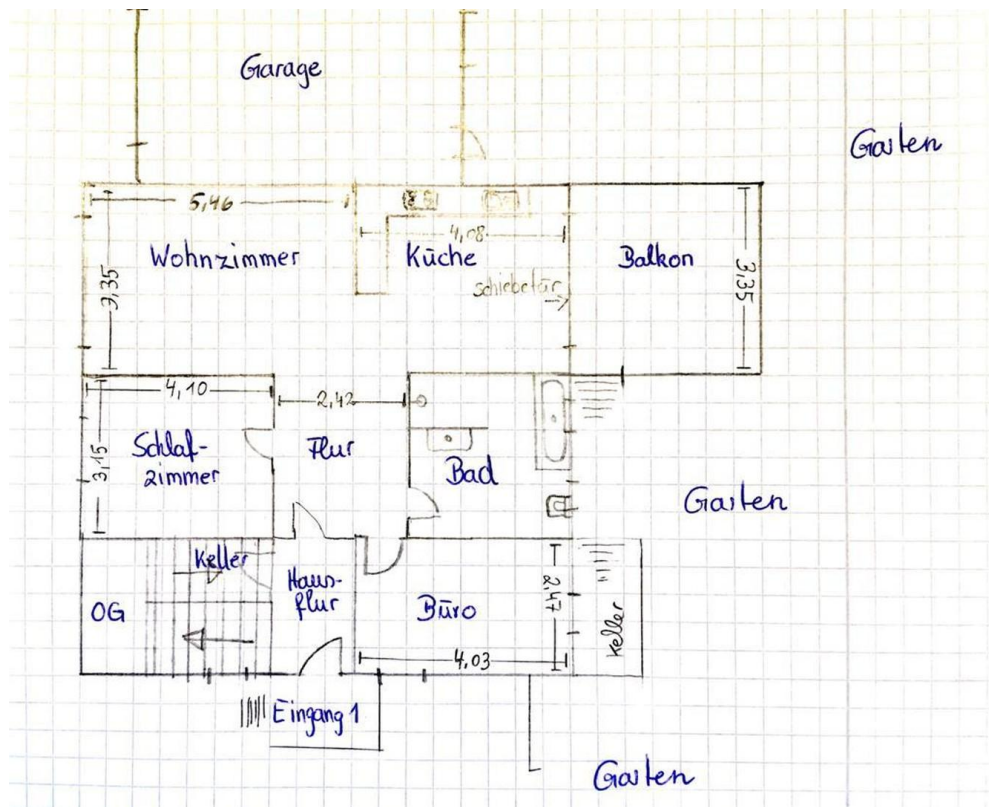 Garage
Garten
5,46
4,08
Wohnzimmer
Küche
Balkon
3,35
3,35
schiebetür
4,10
2,42
Schlaf-
zimmer
3,15
Flur
Bad
Garten
Keller
Haus-
flur
OG
Büro
2,47
Keller
4,03
Eingang 1
Garten